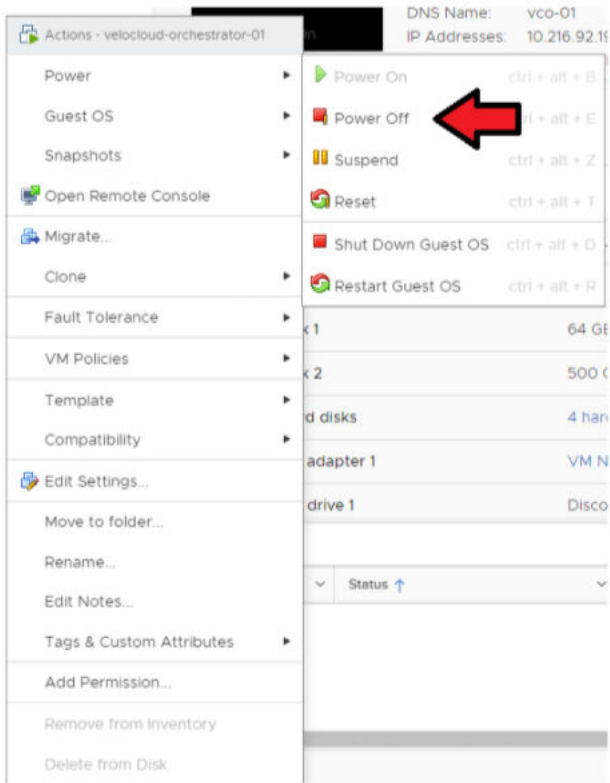 DNS Name: vco-01
Actions - velocloud-orchestrator-01
IP Addresses: 10.216.92.19
Power
Power On ctrl + alt + B
Guest OS
Power Off ctrl + alt + E
Snapshots
Suspend ctrl + alt + Z
Open Remote Console
Reset ctrl + alt + T
Migrate...
Shut Down Guest OS ctrl + alt + D
Clone
Restart Guest OS ctrl + alt + R
Fault Tolerance
1 64 GB
VM Policies
2 500
Template
disks 4
Compatibility
adapter 1 VM N
Edit Settings...
drive 1 Disco
Move to folder...
Rename...
Status
Edit Notes...
Tags & Custom Attributes
Add Permission...
Remove from Inventory
Delete from Disk